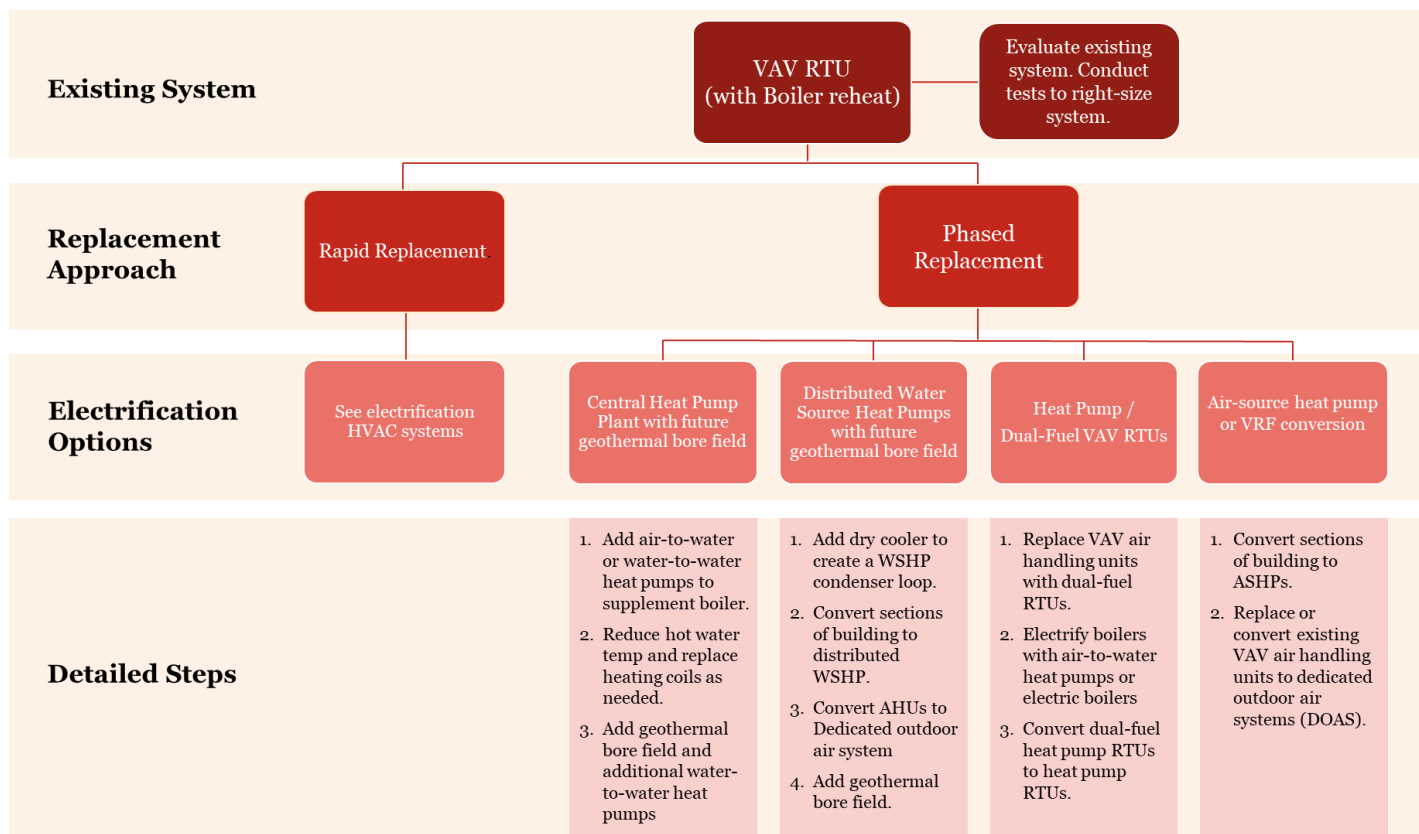 Existing System
VAV RTU
(with Boiler reheat)
Evaluate existing
system. Conduct
tests to right-size
system.
Replacement
Approach
Rapid Replacement.
Phased
Replacement
Electrification
Options
See electrification
HVAC systems
Central Heat Pump
Plant with future
geothermal bore field
Distributed Water
Source Heat Pumps
with future
geothermal bore field
Heat Pump /
Dual-Fuel VAV RTUs
Air-source heat pump
or VRF conversion
Detailed Steps
1. Add air-to-water
or water-to-water
heat pumps to
supplement boiler.
2. Reduce hot water
temp and replace
heating coils as
needed.
3. Add geothermal
bore field and
additional water-
to-water heat
pumps
1. Add dry cooler to
create a WSHP
condenser loop.
2. Convert sections
of building to
distributed
WSHP.
3. Convert AHUs to
Dedicated outdoor
air system
4. Add geothermal
bore field.
1. Replace VAV air
handling units
with dual-fuel
RTUs.
2. Electrify boilers
with air-to-water
heat pumps or
electric boilers
3. Convert dual-fuel
heat pump RTUs
to heat pump
RTUs.
1. Convert sections
of building to
ASHPs.
2. Replace or
convert existing
VAV air handling
units to dedicated
outdoor air
systems (DOAS).